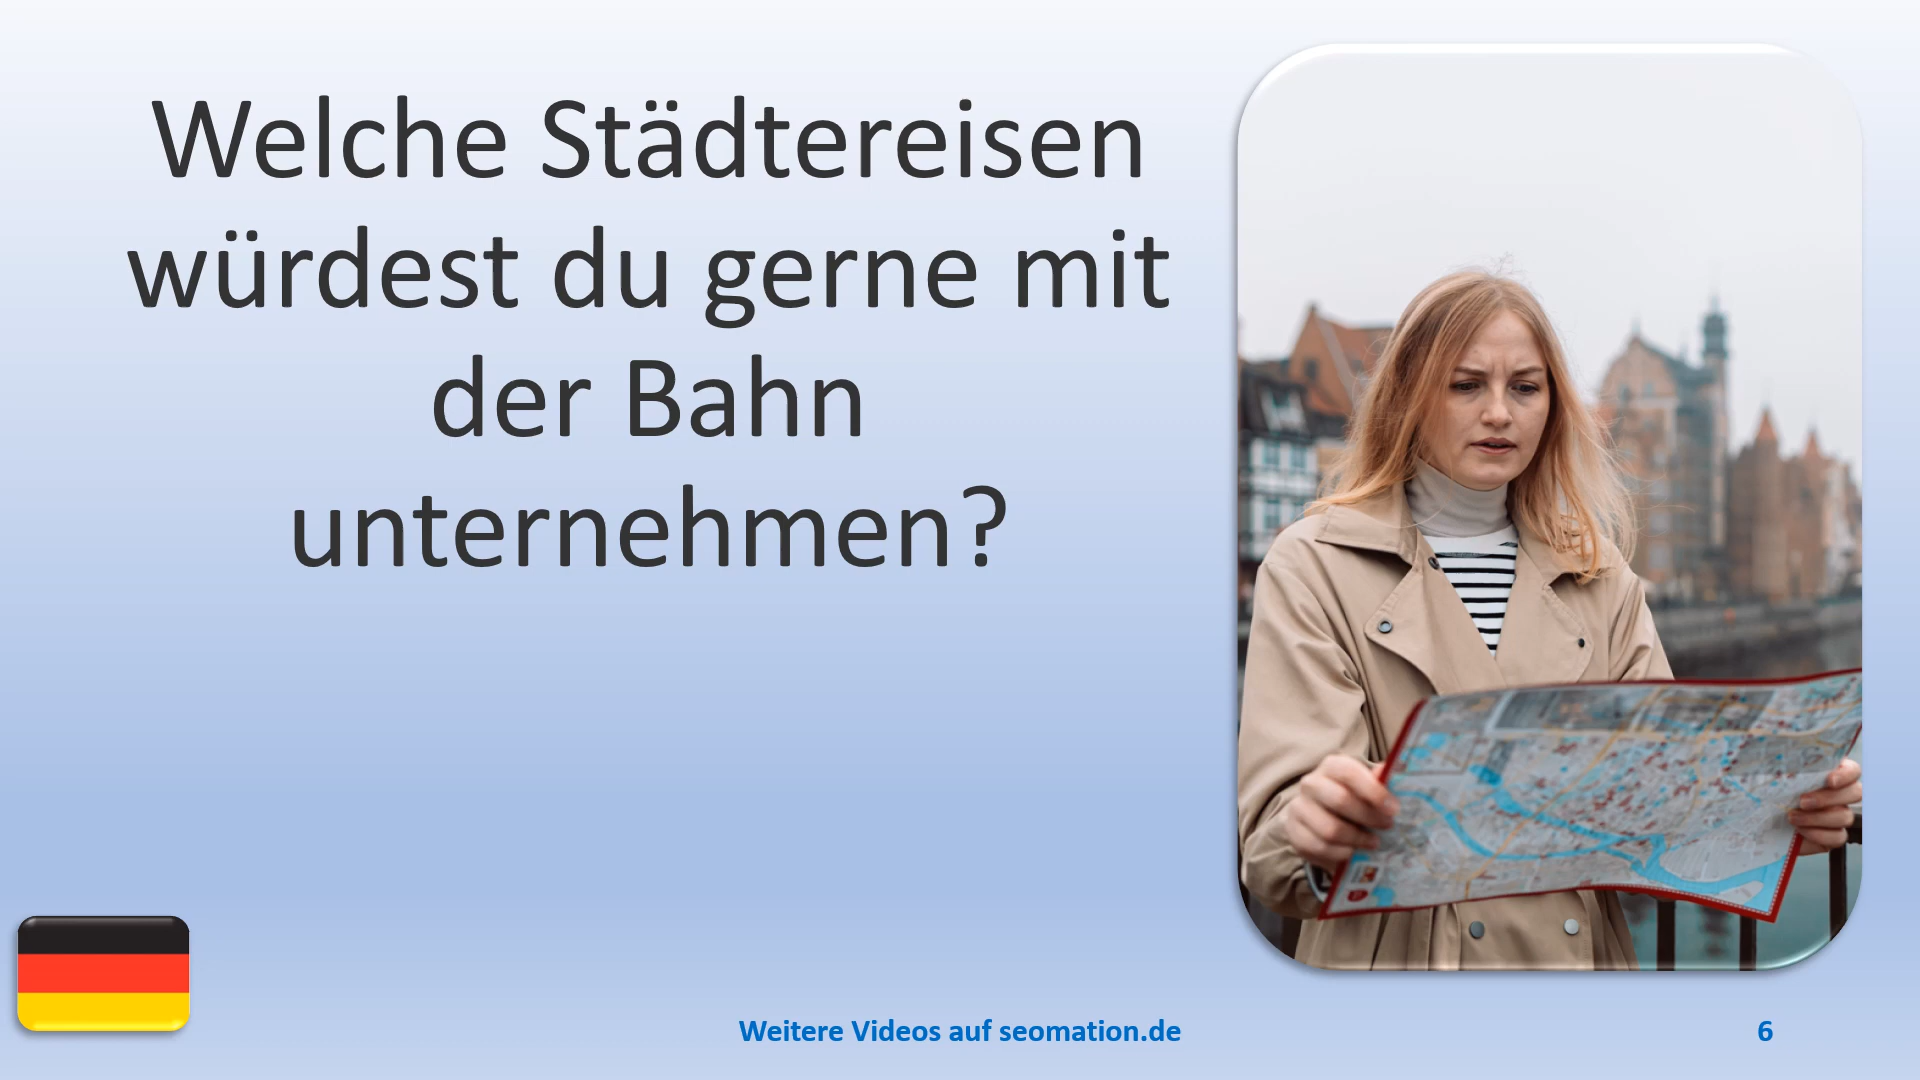 Welche Städtereisen
würdest du gerne mit
der Bahn
unternehmen?
Weitere Videos auf seomation.de
6